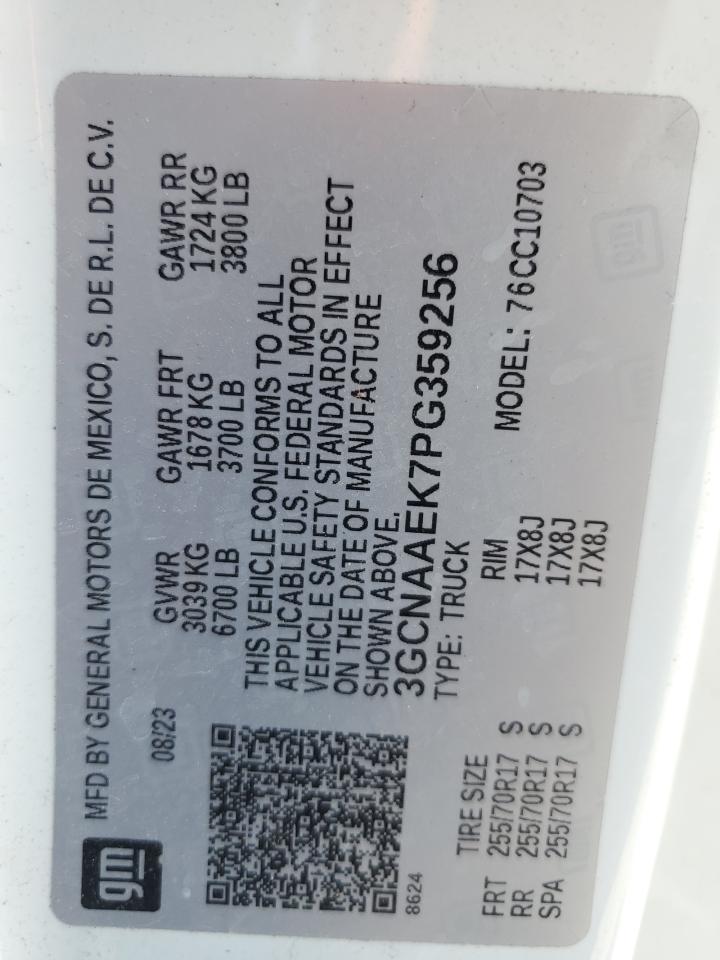 gm
MFD BY GENERAL MOTORS DE MEXICO, S. DE R.L. DE C.V.
08/23
GVWR GAWR FRT GAWR RR
3039 KG 1678 KG 1724 KG
6700 LB 3700 LB 3800 LB
THIS VEHICLE CONFORMS TO ALL
APPLICABLE U.S. FEDERAL MOTOR
VEHICLE SAFETY STANDARDS IN EFFECT
ON THE DATE OF MANUFACTURE
SHOWN ABOVE.
3GCNAAEK7PG359256
8624
TYPE: TRUCK
MODEL: 76CC10703
TIRE SIZE RIM
FRT 255/70R17 S 17X8J
RR 255/70R17 S 17X8J
SPA 255/70R17 S 17X8J
gm